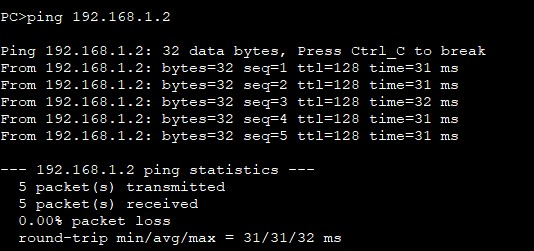 PC>ping 192.168.1.2
Ping 192.168.1.2: 32 data bytes, Press Ctrl_C to break
From 192.168.1.2: bytes=32 seq=1 ttl=128 time=31 ms
From 192.168.1.2: bytes=32 seq=2 ttl=128 time=31 ms
From 192.168.1.2: bytes=32 seq=3 ttl=128 time=32 ms
From 192.168.1.2: bytes=32 seq=4 ttl=128 time=31 ms
From 192.168.1.2: bytes=32 seq=5 ttl=128 time=31 ms
--- 192.168.1.2 ping statistics ---
5 packet(s) transmitted
5 packet(s) received
0.00% packet loss
round-trip min/avg/max = 31/31/32 ms